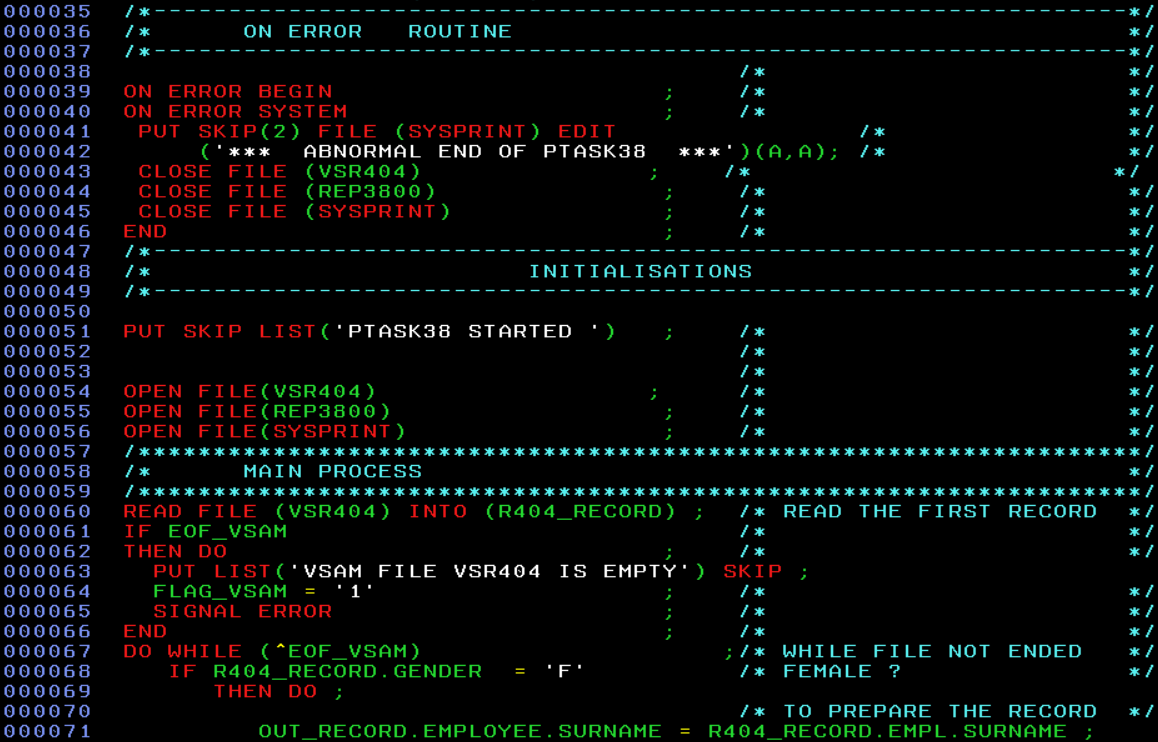 000035  /*-----------------------------------------------------------------*/
000036  /*      ON ERROR   ROUTINE                                         */
000037  /*-----------------------------------------------------------------*/
000038                                           /*                        */
000039  ON ERROR BEGIN                      ;    /*                        */
000040  ON ERROR SYSTEM                     ;    /*                        */
000041   PUT SKIP(2) FILE (SYSPRINT) EDIT                /*                */
000042       ('***  ABNORMAL END OF PTASK38  ***')(A,A); /*                */
000043   CLOSE FILE (VSR404)               ;    /*                        */
000044   CLOSE FILE (REP3800)               ;    /*                        */
000045   CLOSE FILE (SYSPRINT)              ;    /*                        */
000046  END                                 ;    /*                        */
000047  /*-----------------------------------------------------------------*/
000048  /*                         INITIALISATIONS                         */
000049  /*-----------------------------------------------------------------*/
000050
000051  PUT SKIP LIST('PTASK38 STARTED ')   ;    /*                        */
000052                                           /*                        */
000053                                           /*                        */
000054  OPEN FILE(VSR404)                  ;     /*                        */
000055  OPEN FILE(REP3800)                  ;    /*                        */
000056  OPEN FILE(SYSPRINT)                 ;    /*                        */
000057  /*******************************************************************/
000058  /*      MAIN PROCESS                                               */
000059  /*******************************************************************/
000060  READ FILE (VSR404) INTO (R404_RECORD) ;  /* READ THE FIRST RECORD  */
000061  IF EOF_VSAM                              /*                        */
000062  THEN DO                             ;    /*                        */
000063    PUT LIST('VSAM FILE VSR404 IS EMPTY') SKIP ;
000064    FLAG_VSAM = '1'                   ;    /*                        */
000065    SIGNAL ERROR                      ;    /*                        */
000066  END                                 ;    /*                        */
000067  DO WHILE (^EOF_VSAM)                    ;/* WHILE FILE NOT ENDED   */
000068     IF R404_RECORD.GENDER  = 'F'          /* FEMALE ?               */
000069        THEN DO ;
000070                                           /* TO PREPARE THE RECORD  */
000071           OUT_RECORD.EMPLOYEE.SURNAME = R404_RECORD.EMPL.SURNAME ;